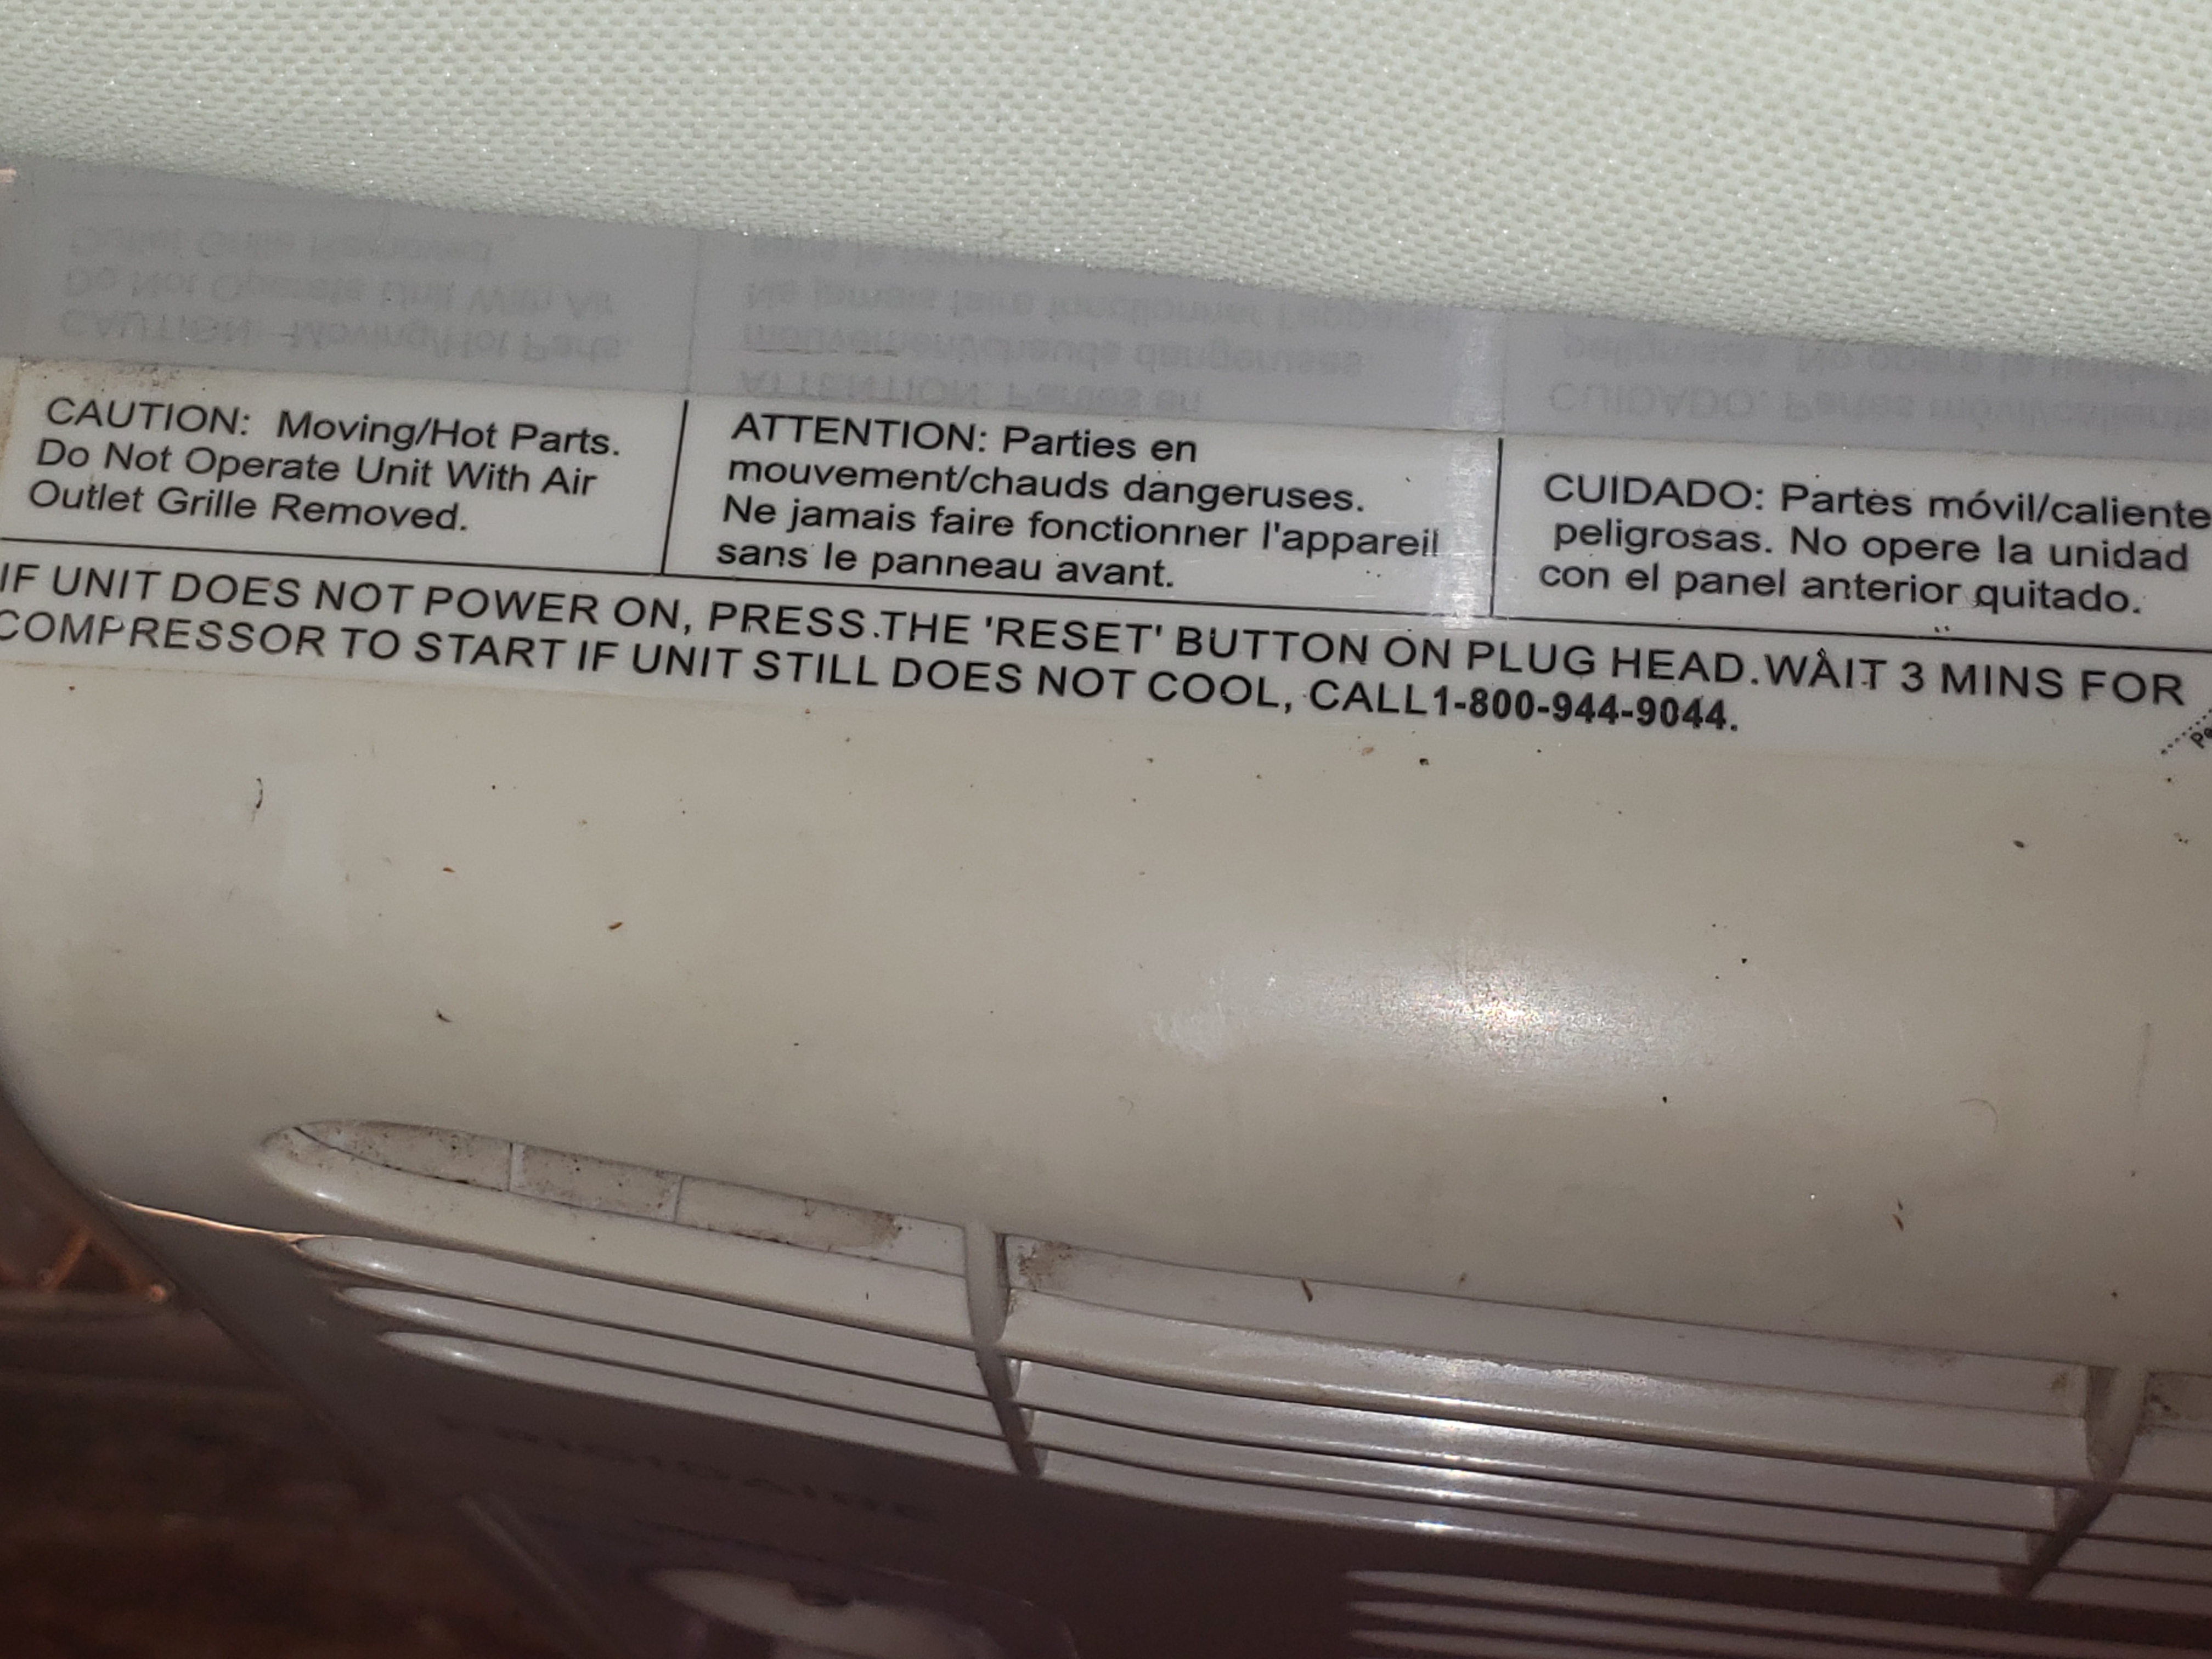 CAUTION: Moving/Hot Parts.
Do Not Operate Unit With Air
Outlet Grille Removed.
ATTENTION: Parties en
mouvement/chauds dangeruses.
Ne jamais faire fonctionner l'appareil
sans le panneau avant.
CUIDADO: Partes móvil/caliente
peligrosas. No opere la unidad
con el panel anterior quitado.
IF UNIT DOES NOT POWER ON, PRESS THE 'RESET' BUTTON ON PLUG HEAD. WAIT 3 MINS FOR
COMPRESSOR TO START IF UNIT STILL DOES NOT COOL, CALL 1-800-944-9044.